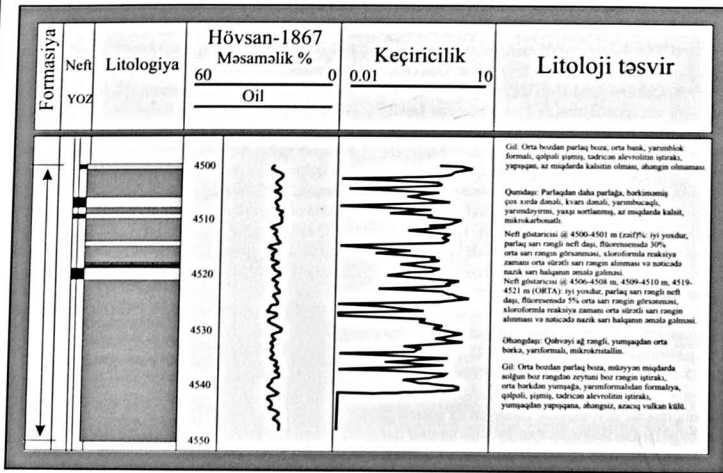 Formasiya
Neft
YOZ
Litologiya
Hövsan-1867
Məsaməlik %
60 0
Oil
Keçiricilik
0.01 10
Litoloji təsvir
4500
4510
4520
4530
4540
4550
Gil: Orta bozdan parlaq boza, orta bank, yarımblok
formalı, qəlpəli şişmiş, tədricən alevrolitin iştirakı,
yapışqan, az miqdarda kalsitin olması, əhəngin olmaması.
Qumdaşı: Parlaqdan daha parlağa, bərkiməmiş
çox xırda dənəli, kvars dənəli, yarımbucaqlı,
yarımdəyirmi, yaxşı sortlanmış, az miqdarda kalsit,
mikrokarbonatlı.
Neft göstəricisi @ 4500-4501 m (zəif)%: iyi yoxdur,
parlaq sarı rəngli neft daşı, flüoresensidə 30%
orta sarı rəngin görsənməsi, xloroformla reaksiya
zamanı orta sürətli sarı rəngin alınması və nəticədə
nazik sarı halqanın əmələ gəlməsi.
Neft göstəricisi @ 4506-4508 m, 4509-4510 m, 4519-
4521 m (ORTA): iyi yoxdur, parlaq sarı rəngli neft
daşı, flüoresensidə 5% orta sarı rəngin görsənməsi,
xloroformla reaksiya zamanı orta sürətli sarı rəngin
alınması və nəticədə nazik sarı halqanın əmələ gəlməsi.
Əhəngdaşı: Qəhvəyi ağ rəngli, yumşaqdan orta
bərkə, yarıformalı, mikrokristallin.
Gil: Orta bozdan parlaq boza, müəyyən miqdarda
solğun boz rəngdən zeytuni boz rəngin iştirakı,
orta bərkdən yumşağa, yarımformalıdan formalıya,
qəlpəli, şişmiş, tədricən alevrolitin iştirakı,
yumşaqdan yapışqana, əhəngsiz, azacıq vulkan külü.